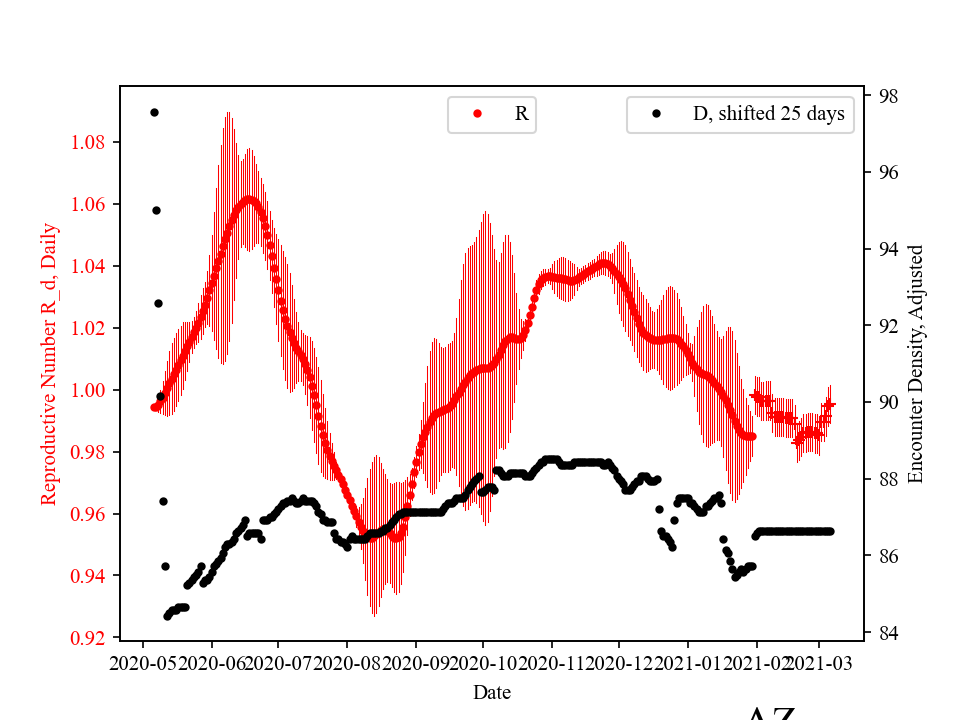 R
D, shifted 25 days
Reproductive Number R_d, Daily
1.08
1.06
1.04
1.02
1.00
0.98
0.96
0.94
0.92
98
96
94
92
90
88
86
84
Encounter Density, Adjusted
2020-05 2020-06 2020-07 2020-08 2020-09 2020-10 2020-11 2020-12 2021-01 2021-02 2021-03
Date
AZ